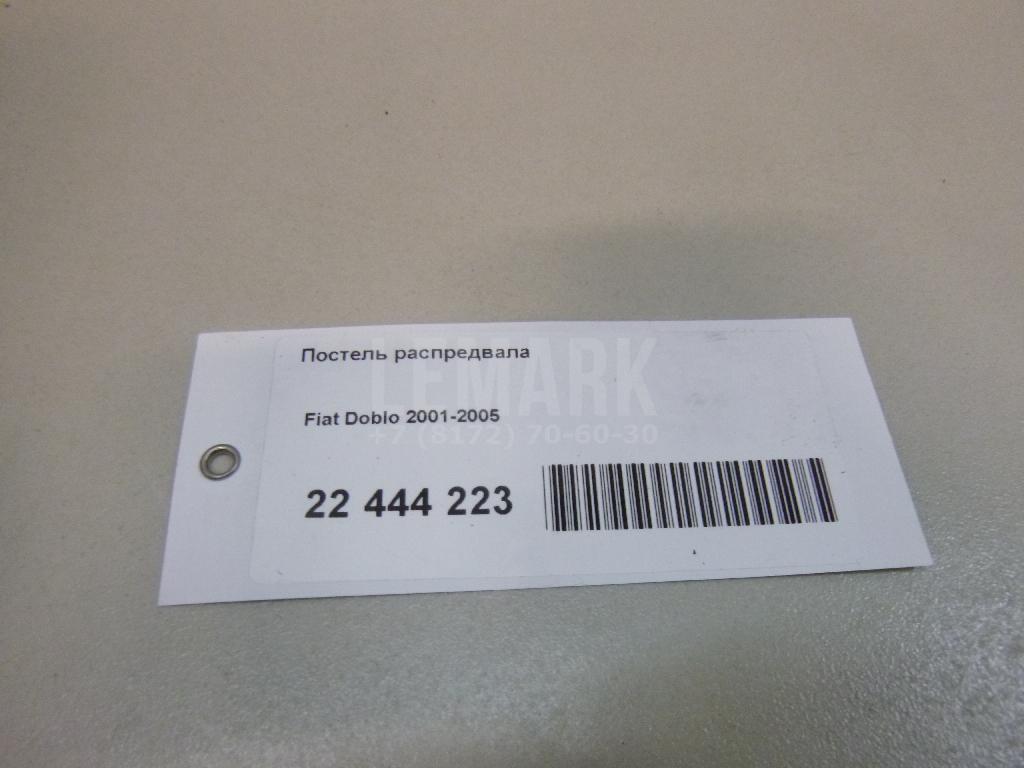 Постель распредвала
LEMARK
Fiat Doblo 2001-2005
+7 (8172) 70-60-30
22 444 223